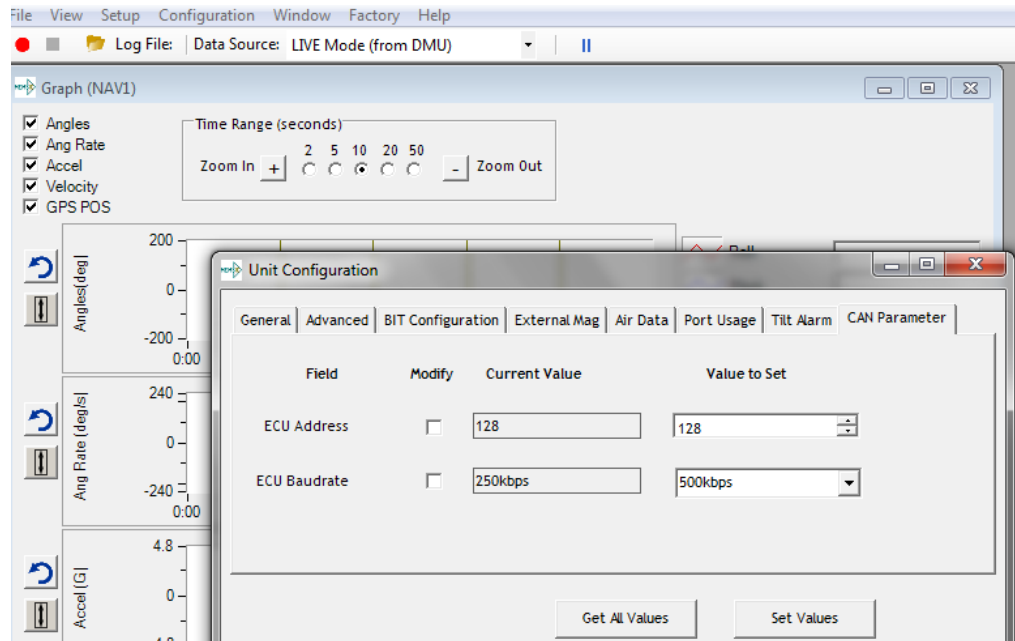 File View Setup Configuration Window Factory Help
Log File: Data Source: LIVE Mode (from DMU)
Graph (NAV1)
Angles
Ang Rate
Accel
Velocity
GPS POS
Time Range (seconds)
2 5 10 20 50
Zoom In + - Zoom Out
Angles[deg]
200
0
-200
0:00
Roll
Unit Configuration
General Advanced BIT Configuration External Mag Air Data Port Usage Tilt Alarm CAN Parameter
Field Modify Current Value Value to Set
ECU Address 128 128
ECU Baudrate 250kbps 500kbps
Get All Values Set Values
Ang Rate [deg/s]
240
0
-240
0:00
Accel [G]
4.8
0